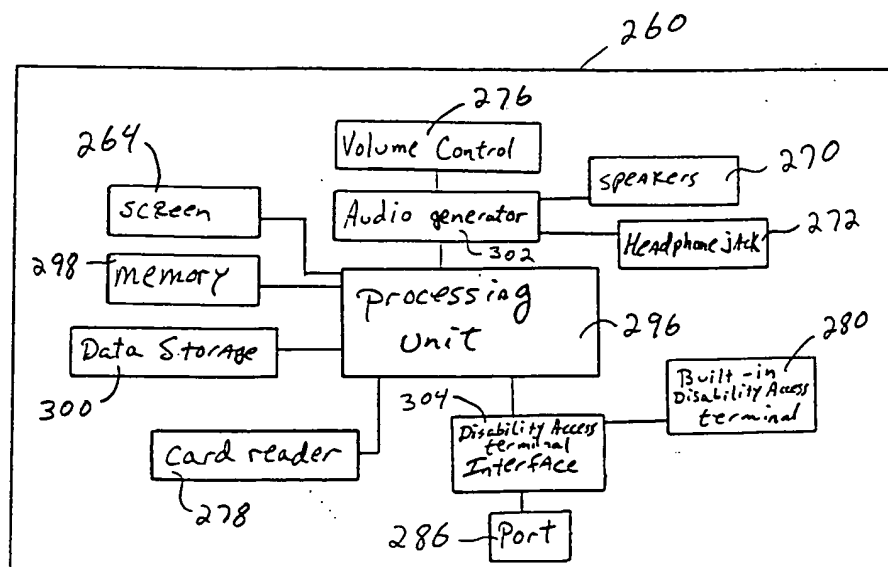 260
276
Volume Control
264
Screen
Speakers
270
Audio generator
302
Headphone jack
272
298
memory
Processing
Unit
296
Data Storage
300
280
Built-in
Disability Access
terminal
304
Disability Access
terminal
Interface
Card reader
278
286
Port